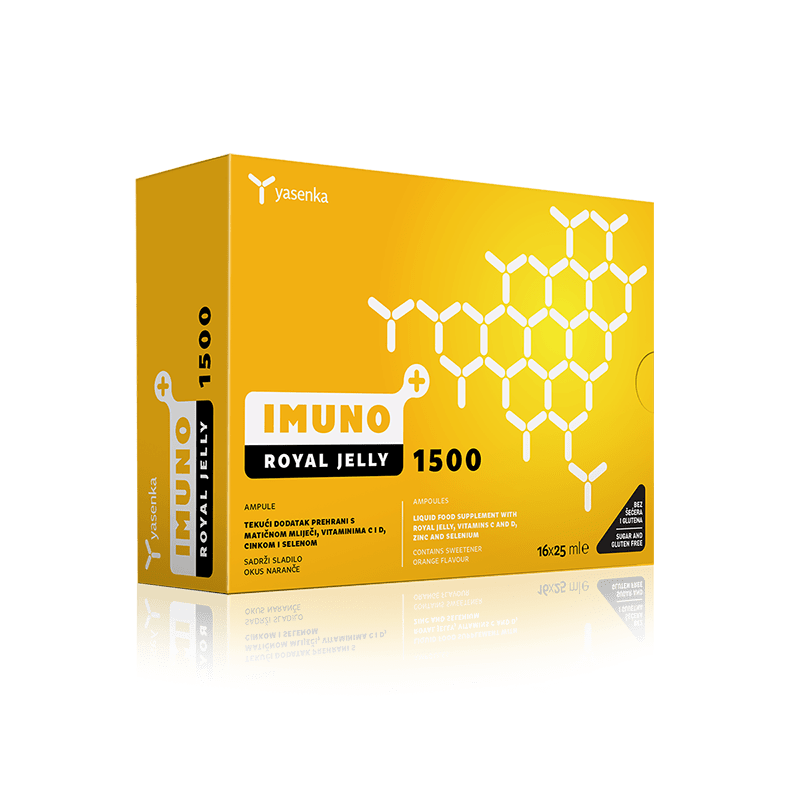 yasenka
IMUNO +
ROYAL JELLY 1500
AMPULE
TEKUĆI DODATAK PREHRANI S
MATIČNOM MLIJEČI, VITAMINIMA C I D,
CINKOM I SELENOM
SADRŽI SLADILO
OKUS NARANČE
AMPOULES
LIQUID FOOD SUPPLEMENT WITH
ROYAL JELLY, VITAMINS C AND D,
ZINC AND SELENIUM
CONTAINS SWEETENER
ORANGE FLAVOUR
16x25 ml℮
BEZ
ŠEĆERA
I GLUTENA
SUGAR AND
GLUTEN FREE
yasenka
IMUNO +
ROYAL JELLY 1500